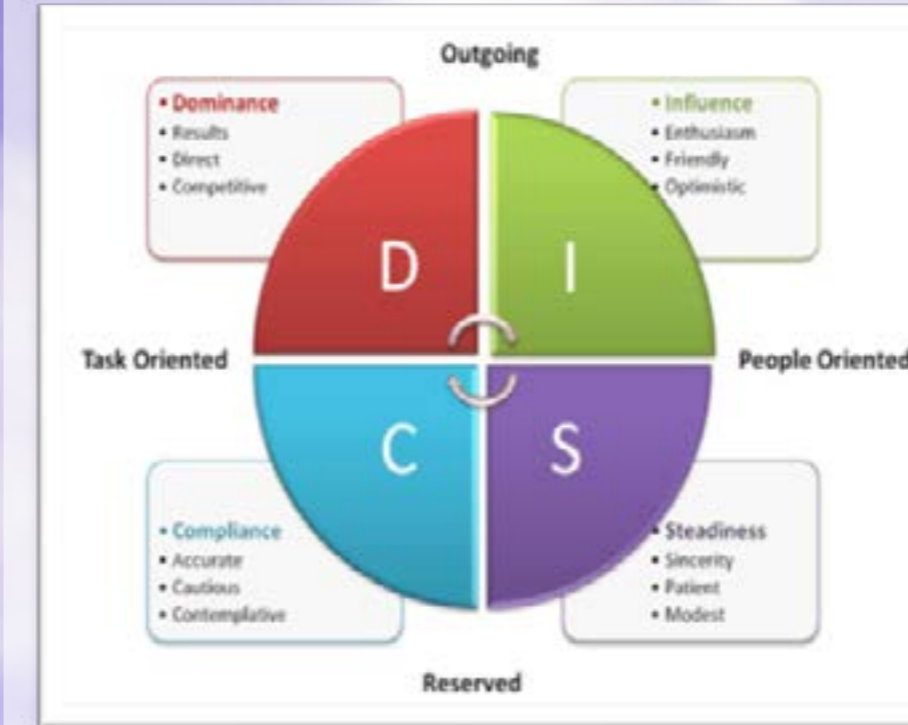 Outgoing
• Dominance
• Results
• Direct
• Competitive
• Influence
• Enthusiasm
• Friendly
• Optimistic
D
I
Task Oriented
People Oriented
C
S
• Compliance
• Accurate
• Cautious
• Contemplative
• Steadiness
• Sincerity
• Patient
• Modest
Reserved